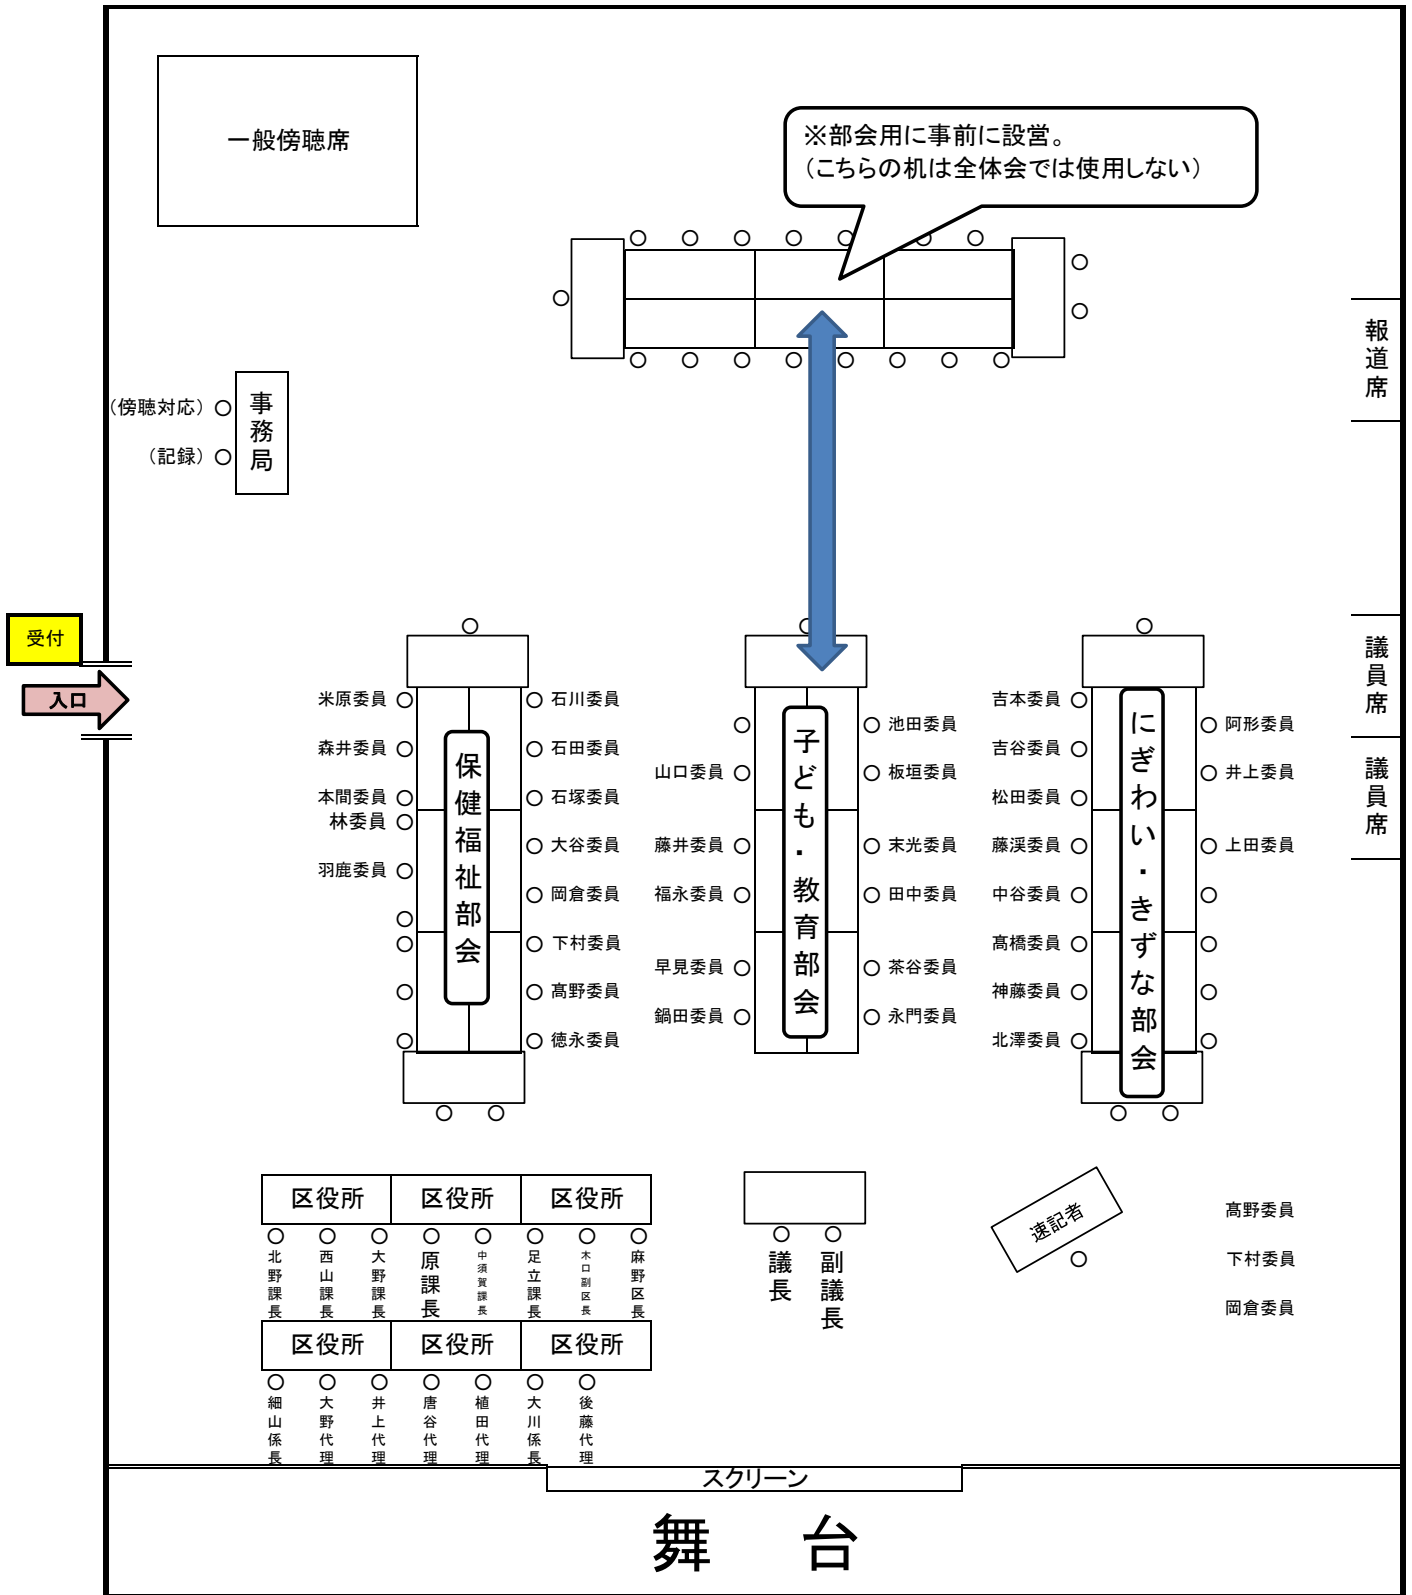 一般傍聴席
※部会用に事前に設営。
（こちらの机は全体会では使用しない）
報道席
（傍聴対応）
（記録）
事務局
受付
入口
議員席
議員席
米原委員
森井委員
本間委員
林委員
羽鹿委員
保健福祉部会
石川委員
石田委員
石塚委員
大谷委員
岡倉委員
下村委員
髙野委員
徳永委員
山口委員
藤井委員
福永委員
早見委員
鍋田委員
子ども・教育部会
池田委員
板垣委員
末光委員
田中委員
茶谷委員
永門委員
吉本委員
吉谷委員
松田委員
藤渓委員
中谷委員
髙橋委員
神藤委員
北澤委員
にぎわい・きずな部会
阿形委員
井上委員
上田委員
区役所
区役所
区役所
北野課長
西山課長
大野課長
原課長
中須賀課長
足立課長
木口副区長
麻野区長
区役所
区役所
区役所
細山係長
大野代理
井上代理
唐谷代理
植田代理
大川係長
後藤代理
議長
副議長
速記者
髙野委員
下村委員
岡倉委員
スクリーン
舞　台